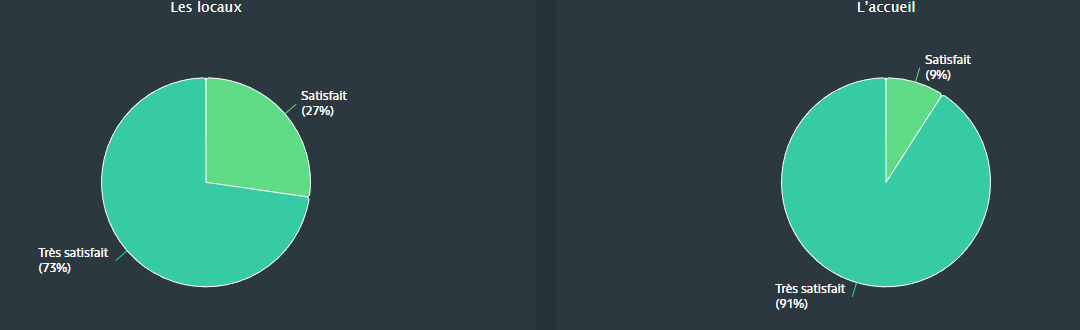 Les locaux
Satisfait
(27%)
Très satisfait
(73%)
L'accueil
Satisfait
(9%)
Très satisfait
(91%)